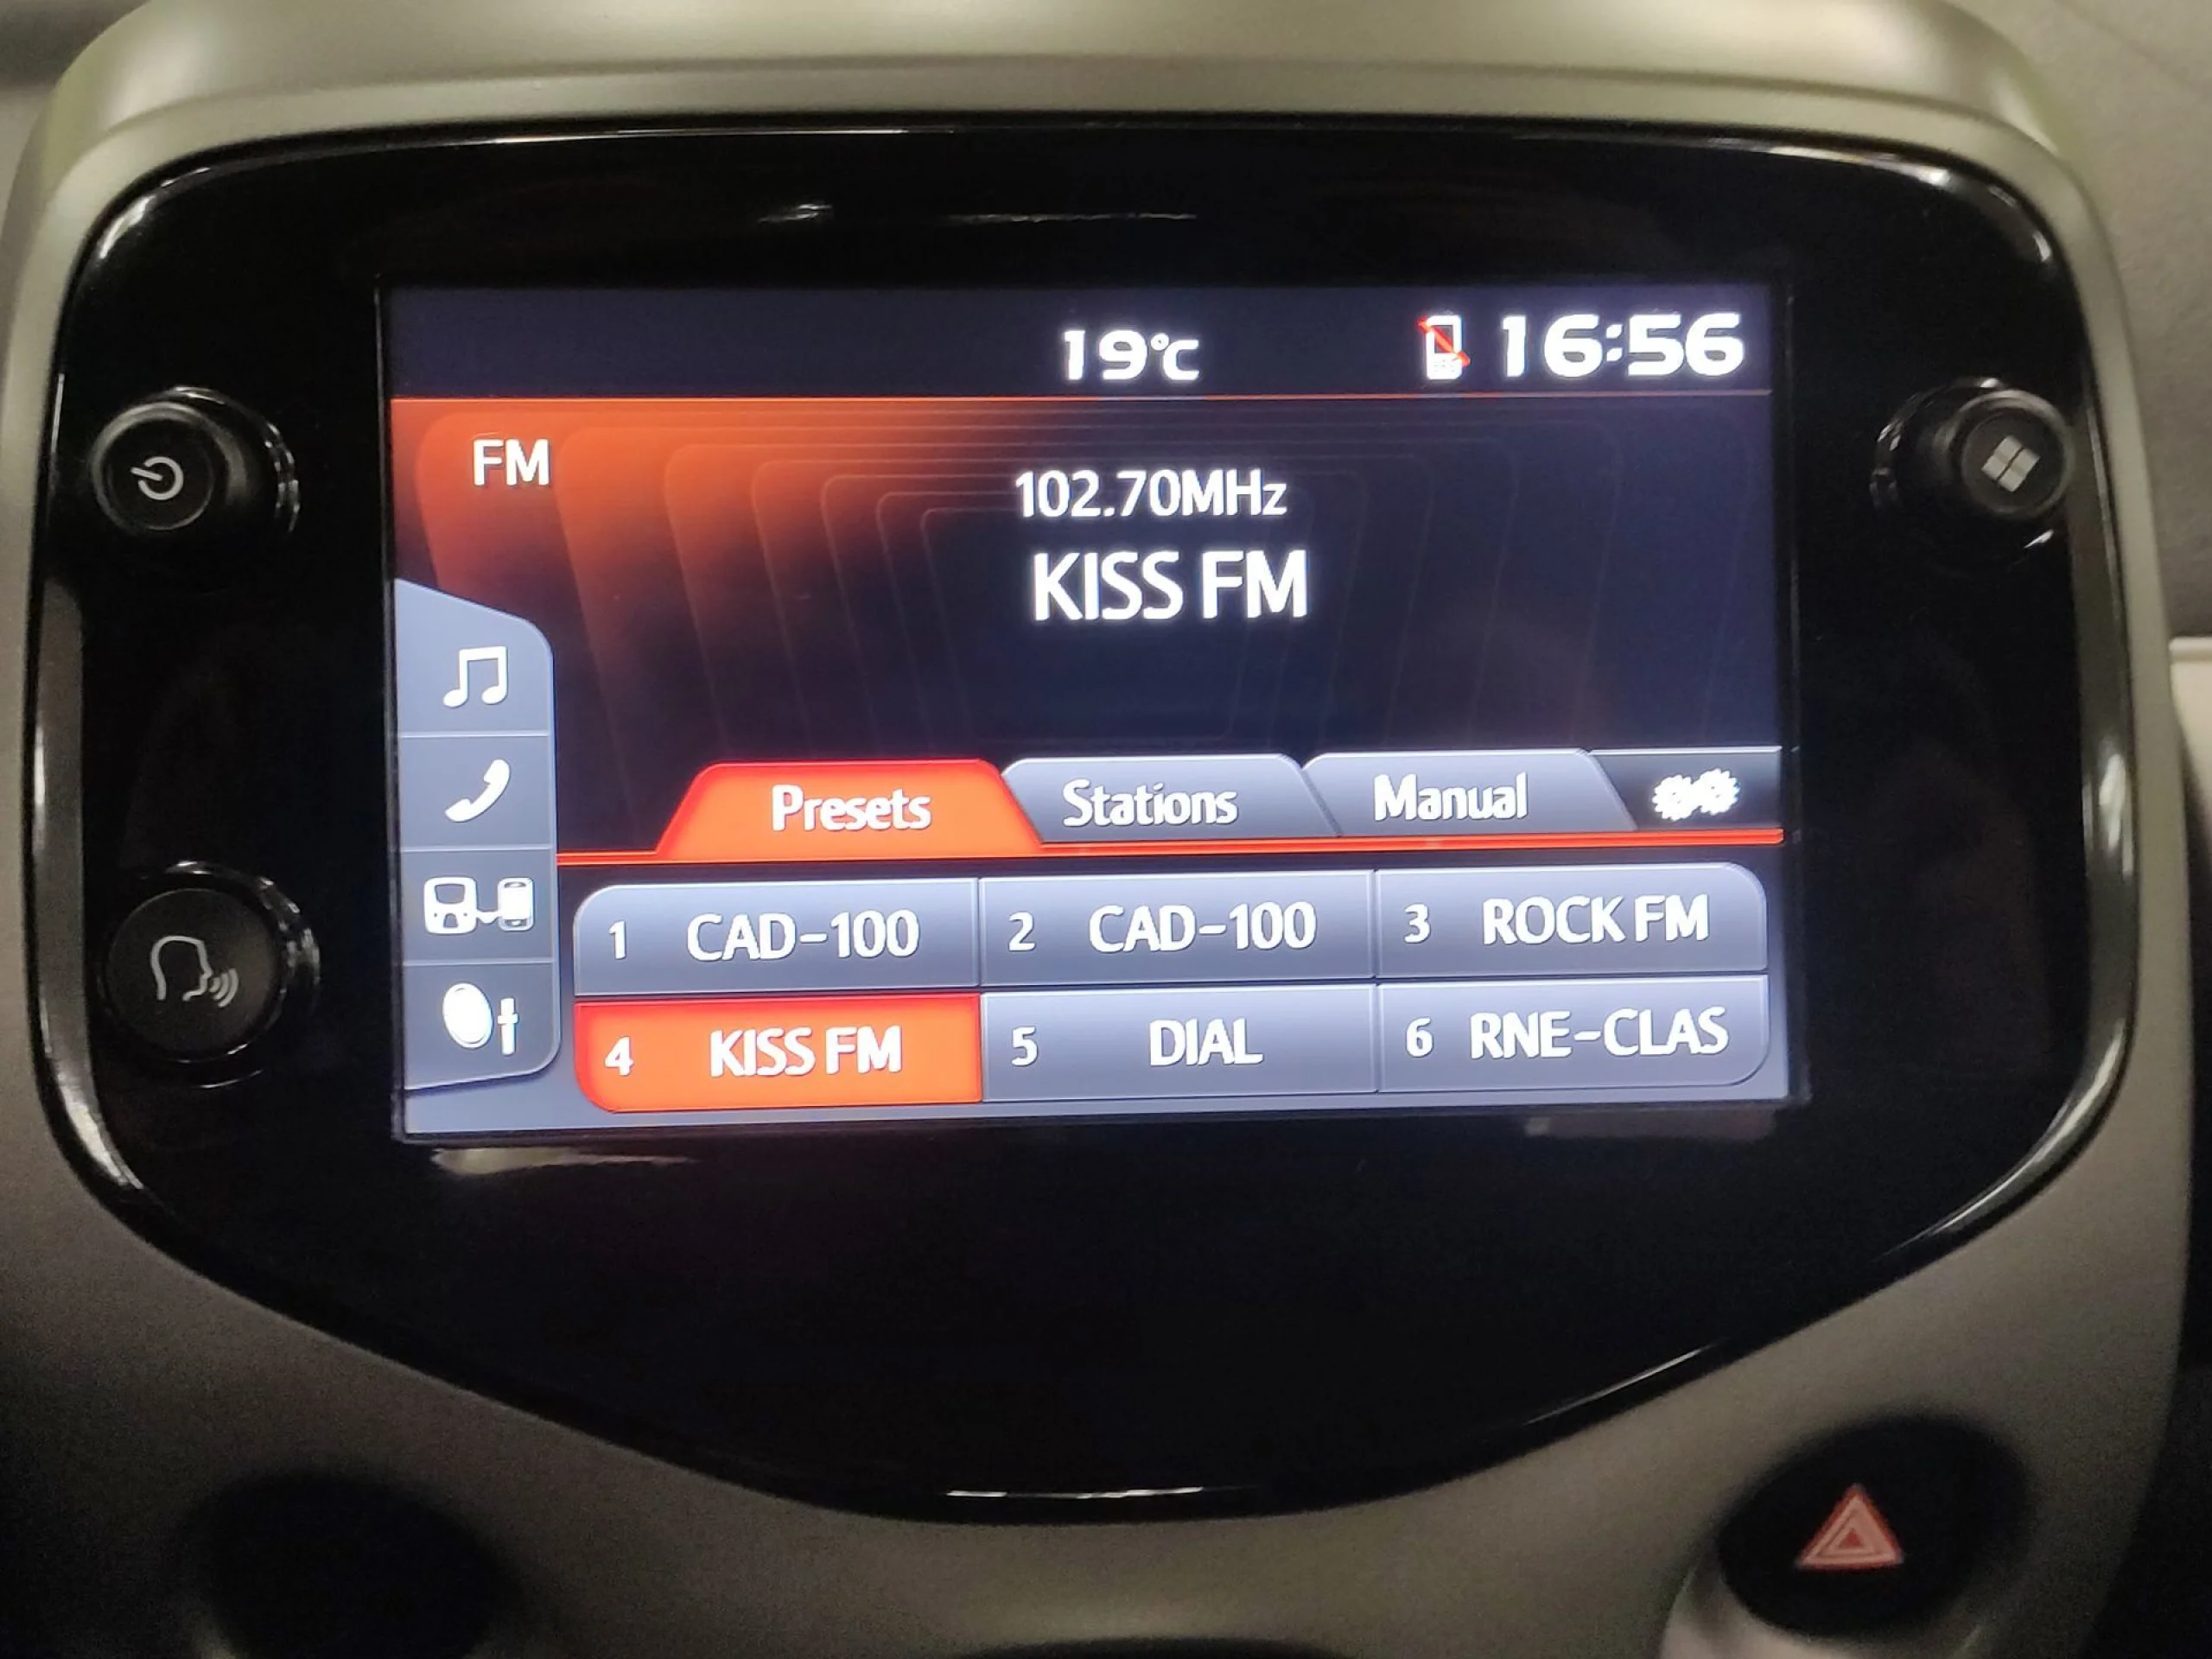 19°C 16:56
FM
102.70MHz
KISS FM
Presets Stations Manual
1 CAD-100 2 CAD-100 3 ROCK FM
4 KISS FM 5 DIAL 6 RNE-CLAS